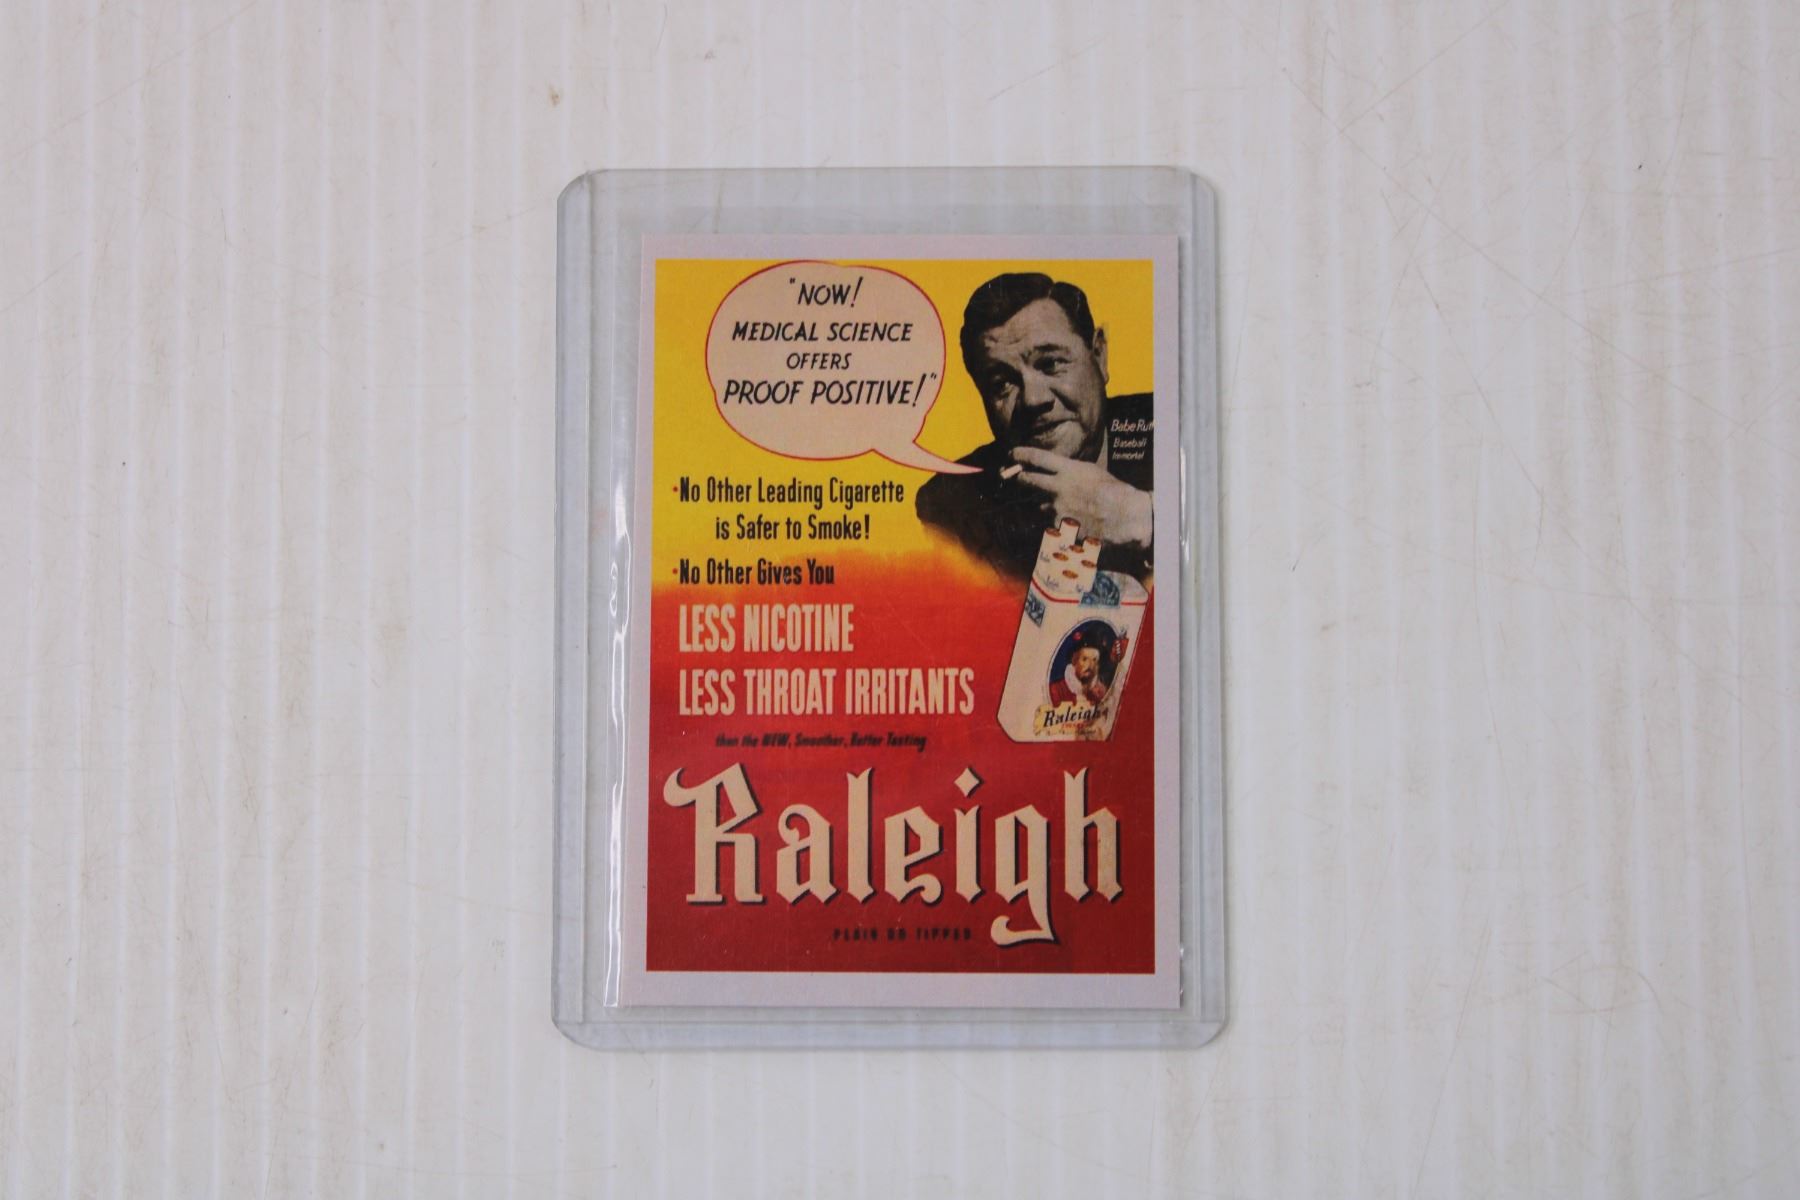 "NOW!
MEDICAL SCIENCE
OFFERS
PROOF POSITIVE!"
Babe Ruth
Baseball
Immortal
•No Other Leading Cigarette
is Safer to Smoke!
•No Other Gives You
LESS NICOTINE
LESS THROAT IRRITANTS
than the NEW, Smoother, Better Tasting
Raleigh
Raleigh
PLAIN OR TIPPED